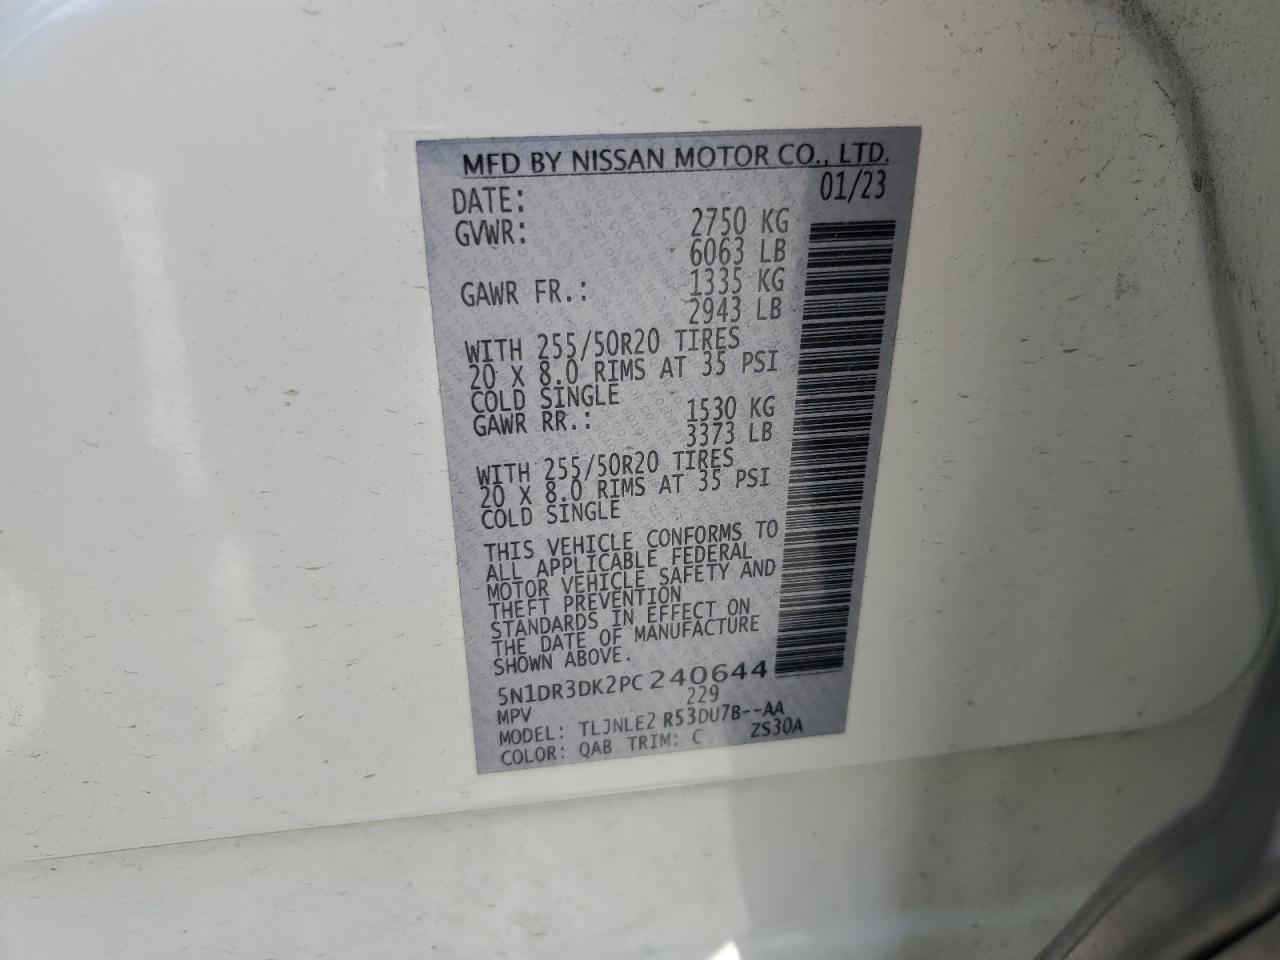 MFD BY NISSAN MOTOR CO., LTD.
DATE: 01/23
GVWR: 2750 KG
6063 LB
GAWR FR.: 1335 KG
2943 LB
WITH 255/50R20 TIRES
20 X 8.0 RIMS AT 35 PSI
COLD SINGLE
GAWR RR.: 1530 KG
3373 LB
WITH 255/50R20 TIRES
20 X 8.0 RIMS AT 35 PSI
COLD SINGLE
THIS VEHICLE CONFORMS TO
ALL APPLICABLE FEDERAL
MOTOR VEHICLE SAFETY AND
THEFT PREVENTION
STANDARDS IN EFFECT ON
THE DATE OF MANUFACTURE
SHOWN ABOVE.
5N1DR3DK2PC240644
MPV 229
MODEL: TLJNLE2 R53DU7B--AA
COLOR: QAB TRIM: C ZS30A